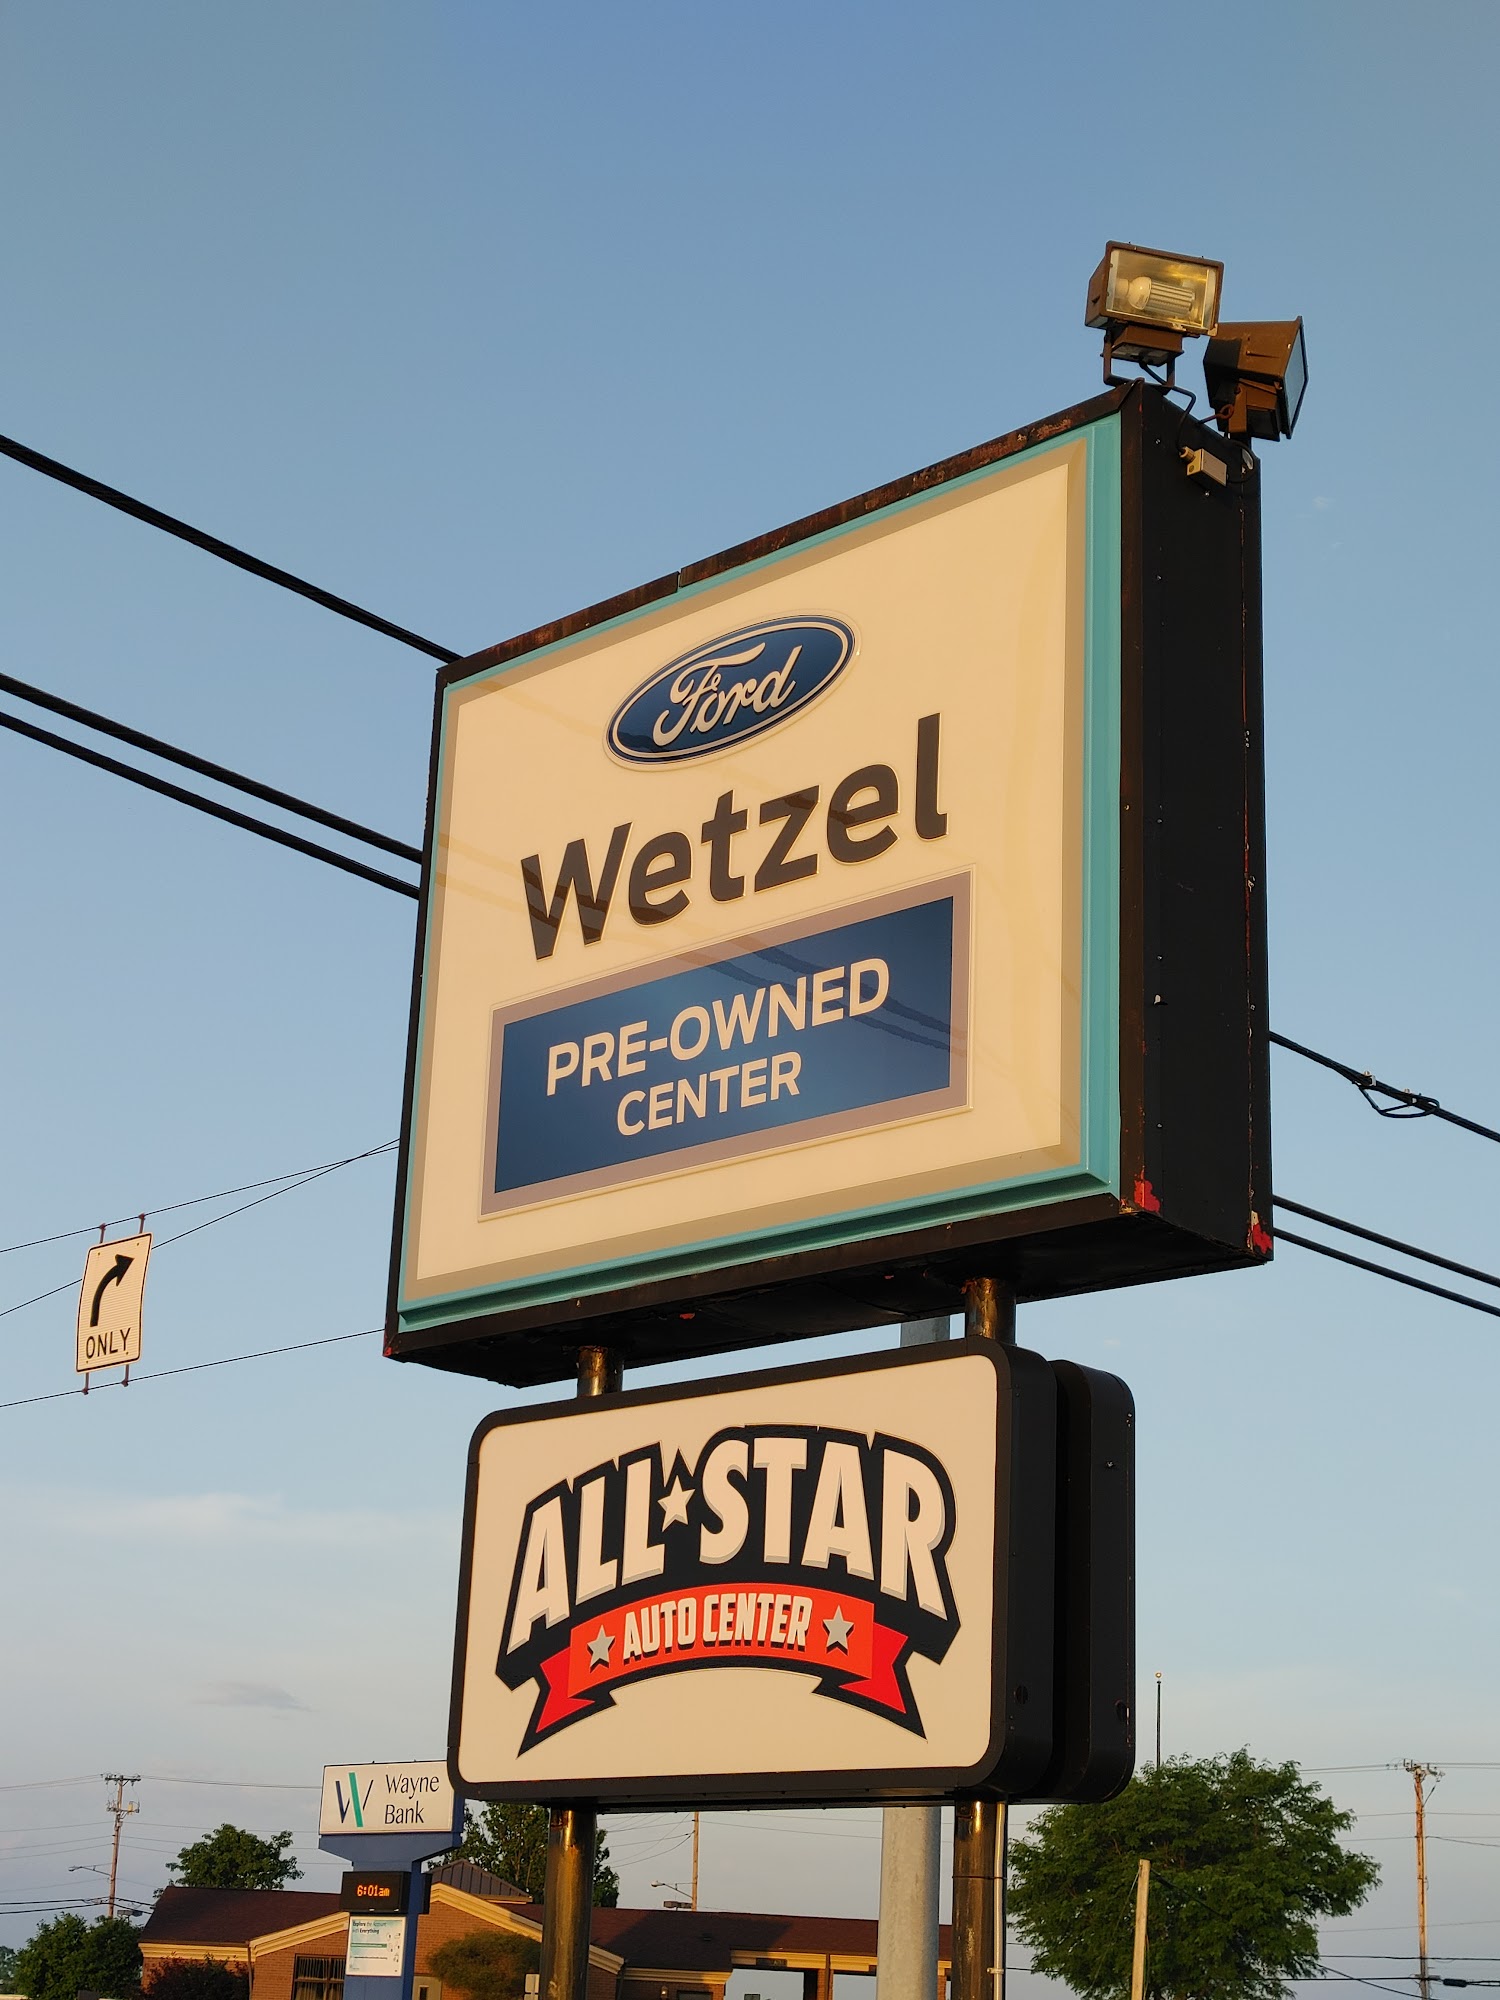 Ford
Wetzel
PRE-OWNED
CENTER
ONLY
ALL STAR
AUTO CENTER
Wayne
Bank
6:01am